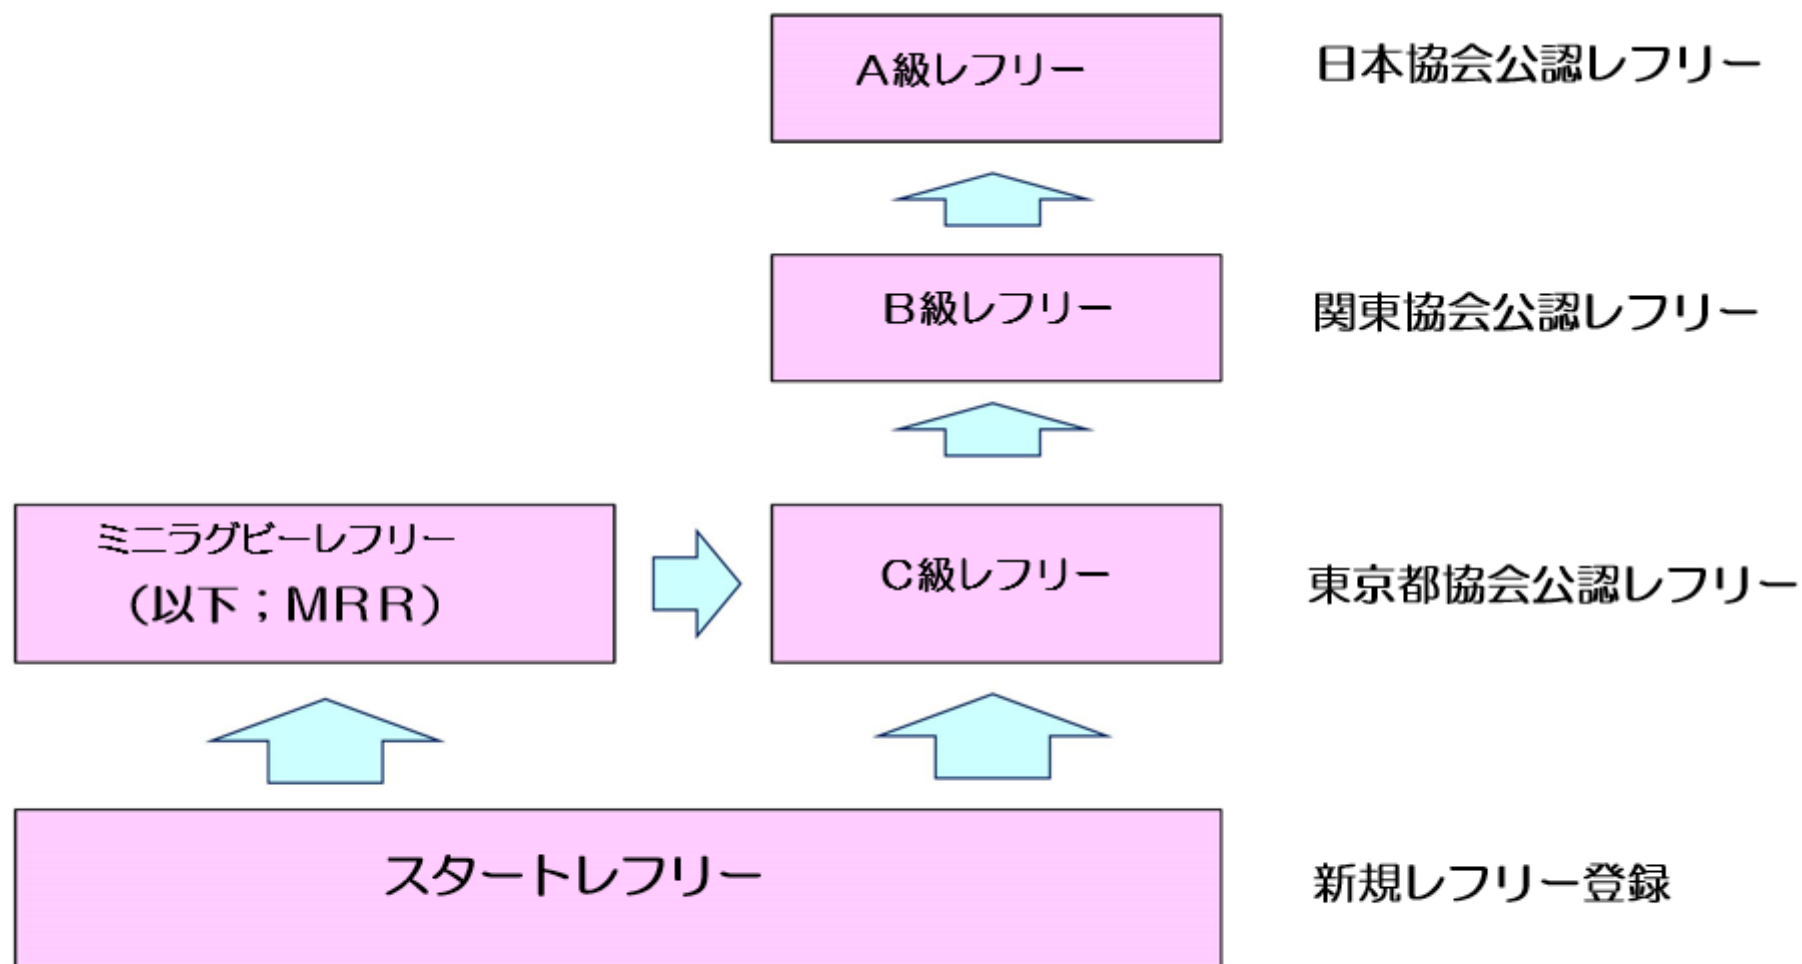 A級レフリー
日本協会公認レフリー
B級レフリー
関東協会公認レフリー
ミニラグビーレフリー
(以下;MRR)
C級レフリー
東京都協会公認レフリー
スタートレフリー
新規レフリー登録